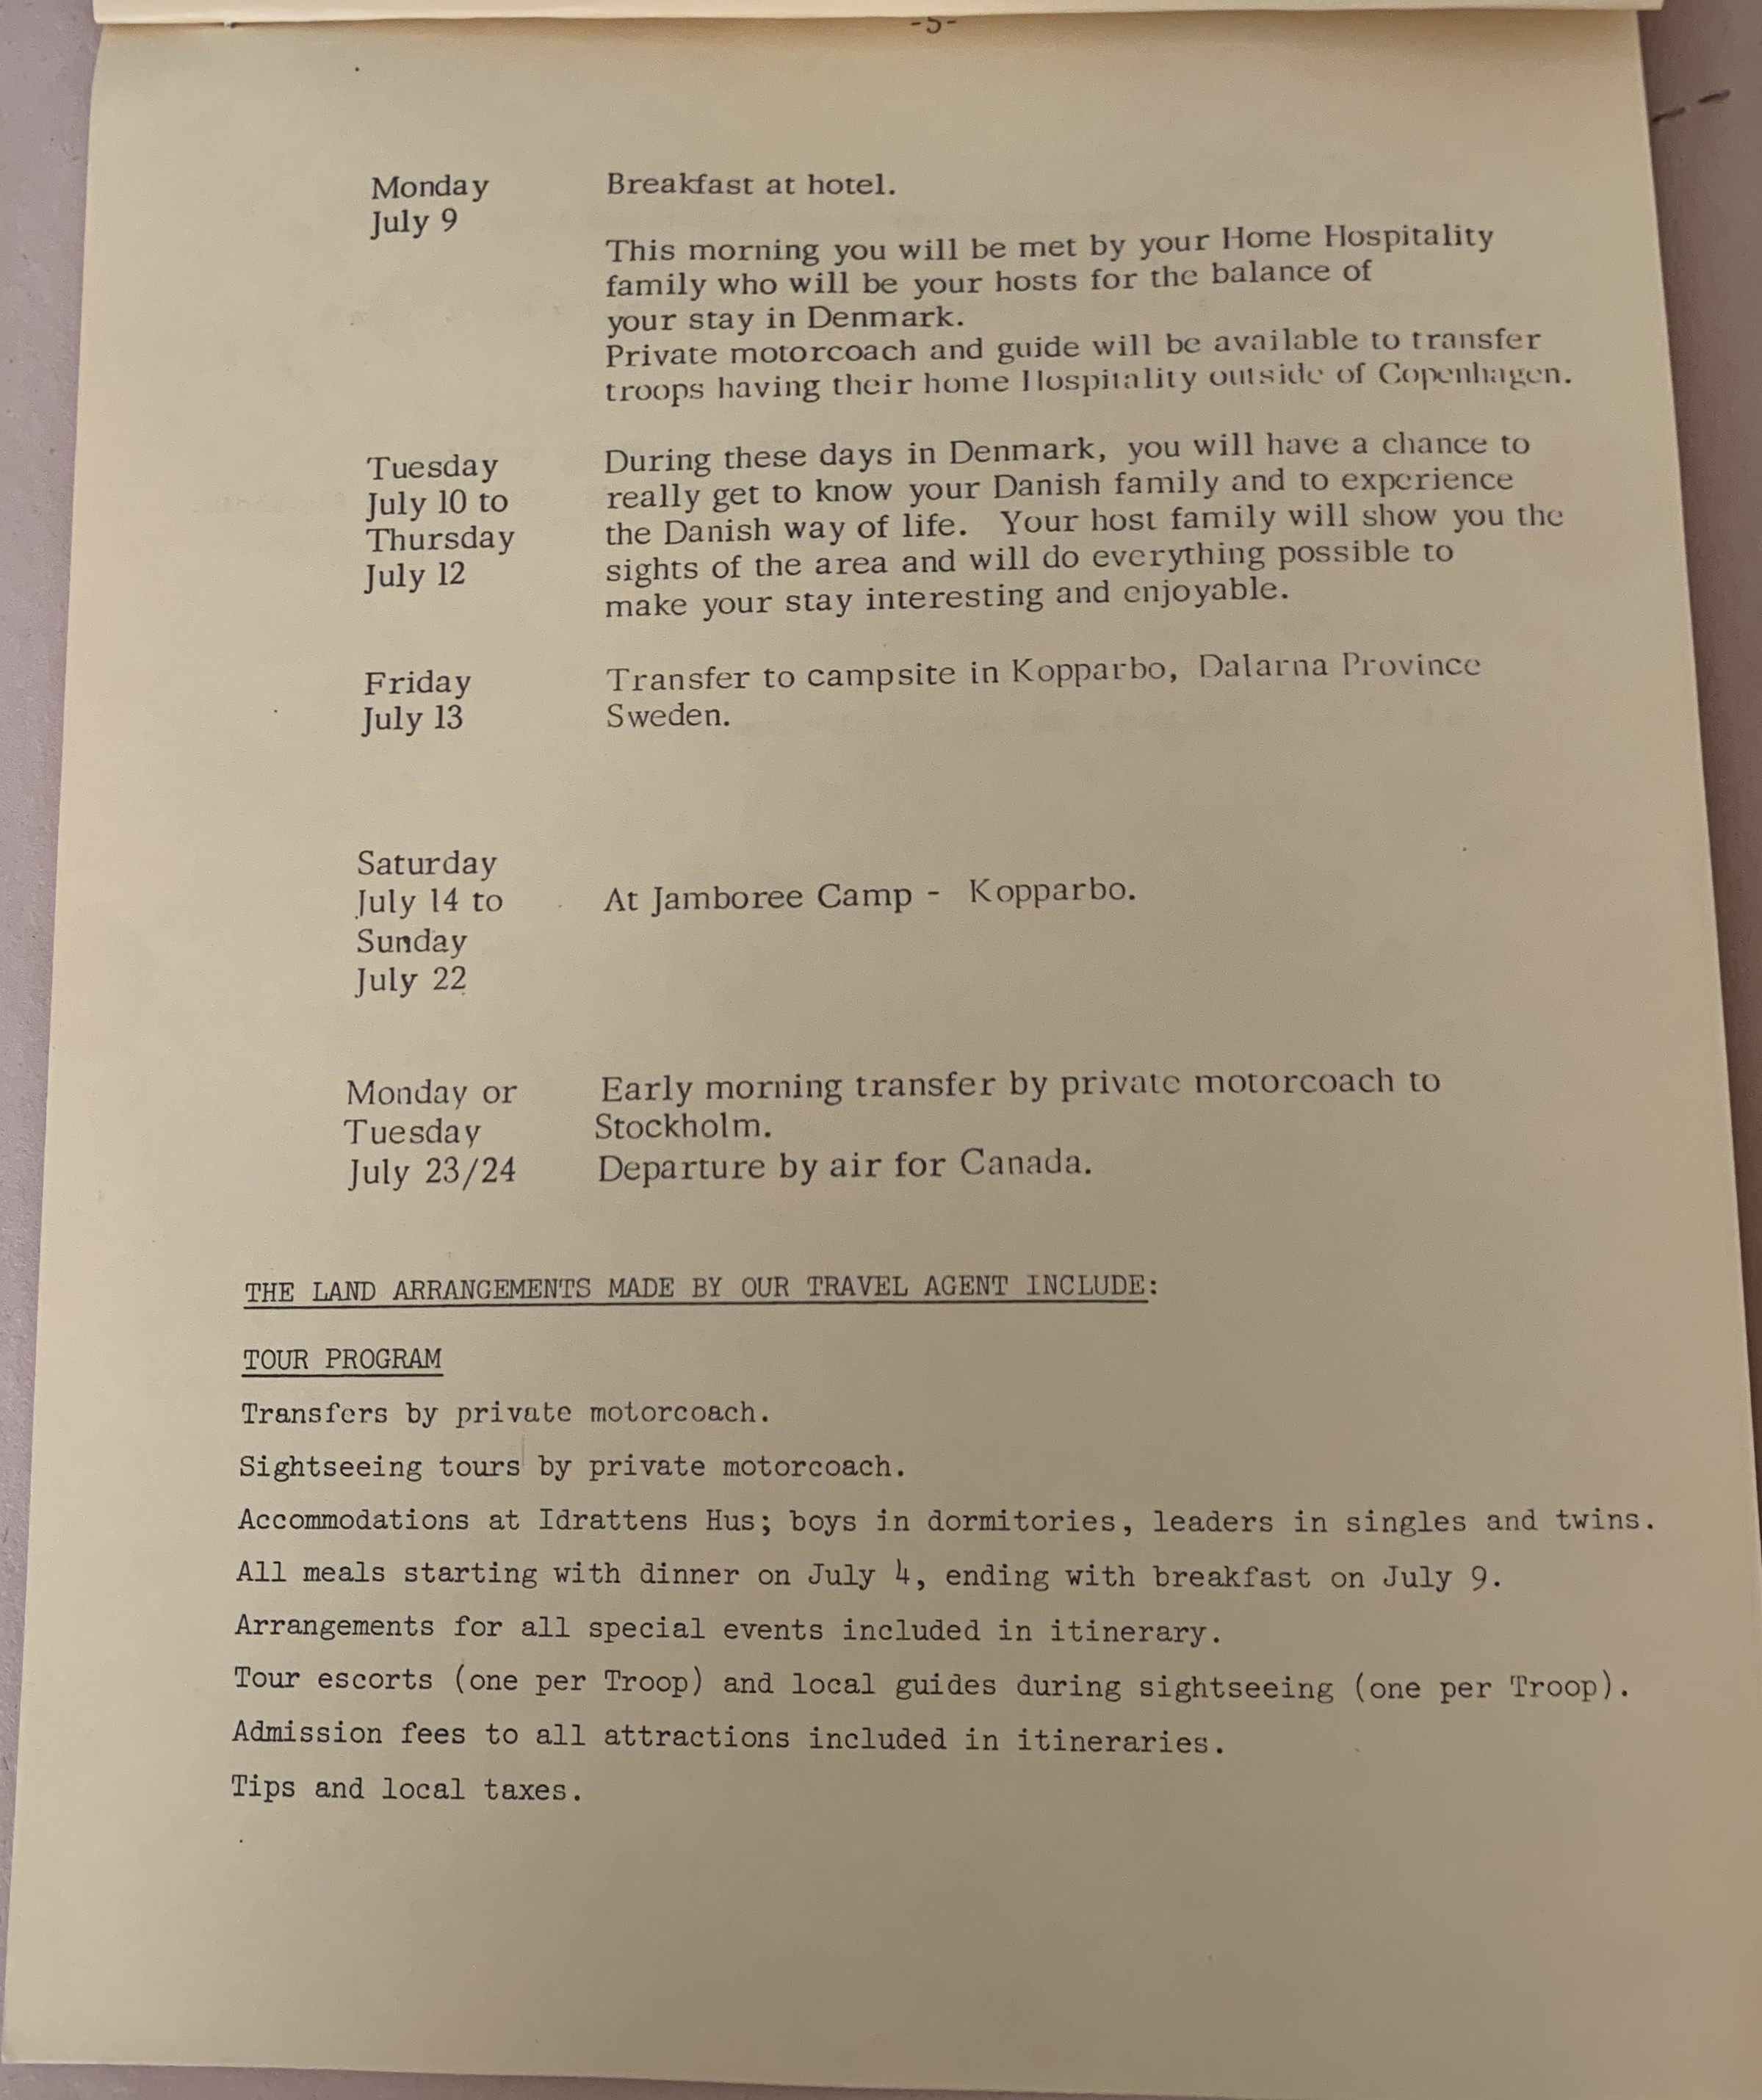 -5-
Monday
July 9
Breakfast at hotel.
This morning you will be met by your Home Hospitality
family who will be your hosts for the balance of
your stay in Denmark.
Private motorcoach and guide will be available to transfer
troops having their home Hospitality outside of Copenhagen.
Tuesday
July 10 to
Thursday
July 12
During these days in Denmark, you will have a chance to
really get to know your Danish family and to experience
the Danish way of life. Your host family will show you the
sights of the area and will do everything possible to
make your stay interesting and enjoyable.
Friday
July 13
Transfer to campsite in Kopparbo, Dalarna Province
Sweden.
Saturday
July 14 to
Sunday
July 22
At Jamboree Camp - Kopparbo.
Monday or
Tuesday
July 23/24
Early morning transfer by private motorcoach to
Stockholm.
Departure by air for Canada.
THE LAND ARRANGEMENTS MADE BY OUR TRAVEL AGENT INCLUDE:
TOUR PROGRAM
Transfers by private motorcoach.
Sightseeing tours by private motorcoach.
Accommodations at Idrattens Hus; boys in dormitories, leaders in singles and twins.
All meals starting with dinner on July 4, ending with breakfast on July 9.
Arrangements for all special events included in itinerary.
Tour escorts (one per Troop) and local guides during sightseeing (one per Troop).
Admission fees to all attractions included in itineraries.
Tips and local taxes.